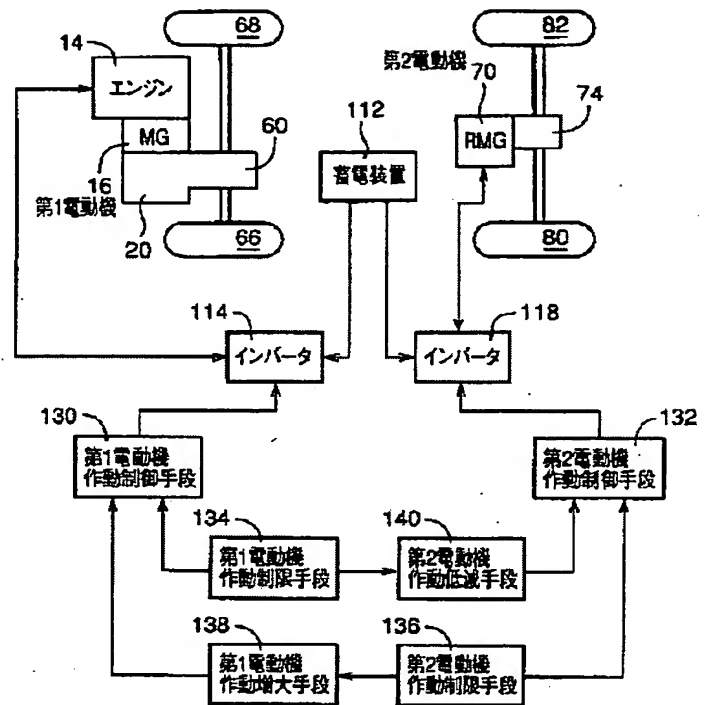 68
82
14
エンジン
第2電動機
70
112
74
MG
60
RMG
蓄電装置
16
第1電動機
20
66
80
114
118
インバータ
インバータ
130
132
第1電動機
作動制御手段
第2電動機
作動制御手段
134
140
第1電動機
作動制限手段
第2電動機
作動低減手段
138
136
第1電動機
作動増大手段
第2電動機
作動制限手段